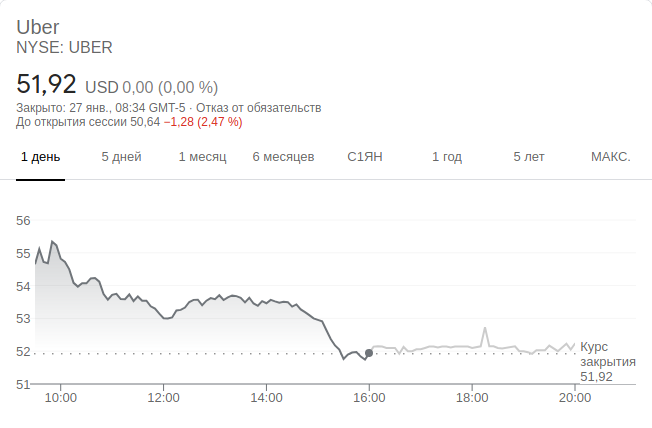 Uber
NYSE: UBER
51,92 USD 0,00 (0,00 %)
Закрыто: 27 янв., 08:34 GMT-5 · Отказ от обязательств
До открытия сессии 50,64 −1,28 (2,47 %)
1 день 5 дней 1 месяц 6 месяцев С1ЯН 1 год 5 лет МАКС.
56
55
54
53
52
51
Курс
закрытия
51,92
10:00 12:00 14:00 16:00 18:00 20:00